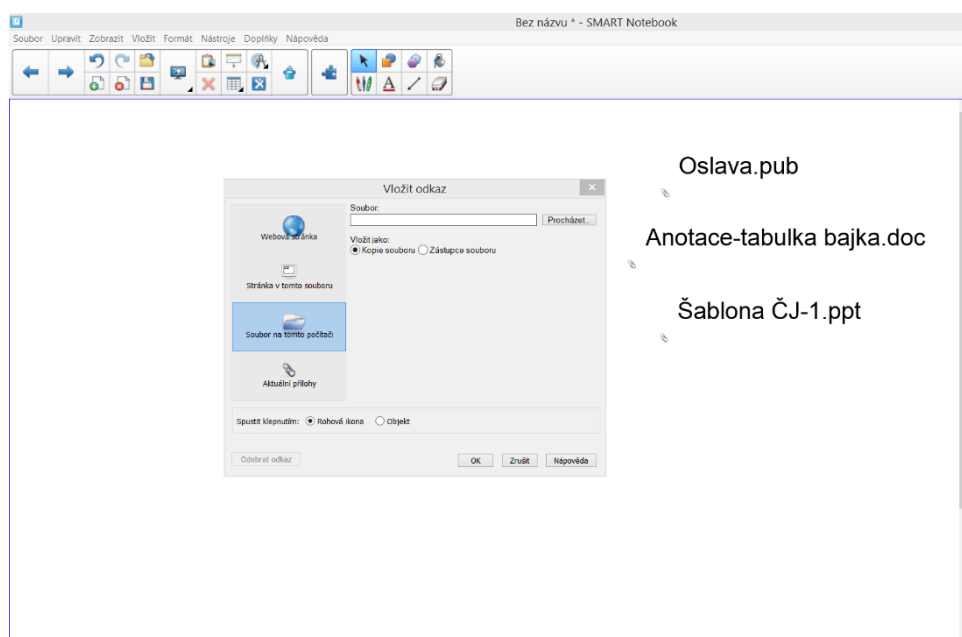 Bez názvu * - SMART Notebook
Soubor Upravit Zobrazit Vložit Formát Nástroje Doplňky Nápověda
Oslava.pub
Anotace-tabulka bajka.doc
Šablona ČJ-1.ppt
Vložit odkaz
Webová stránka
Stránka v tomto souboru
Soubor na tomto počítači
Aktuální přílohy
Soubor:
Procházet...
Vložit jako:
Kopie souboru Zástupce souboru
Spustit klepnutím: Rohová ikona Objekt
Odebrat odkaz OK Zrušit Nápověda